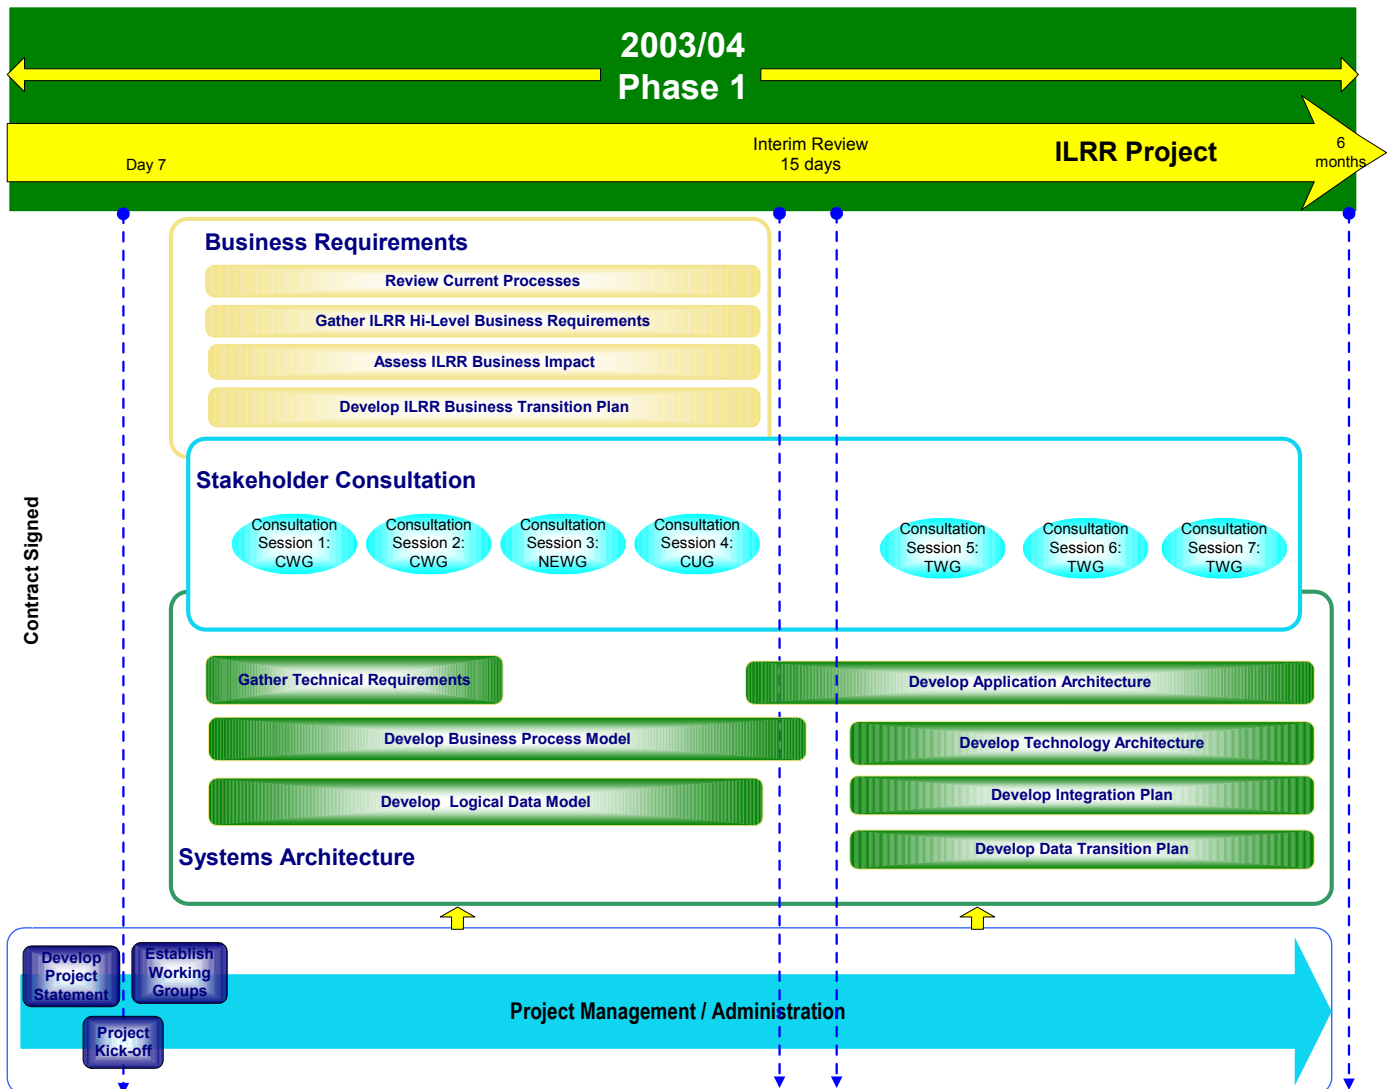 2003/04
Phase 1
Day 7
Interim Review
15 days
ILRR Project
6
months
Business Requirements
Review Current Processes
Gather ILRR Hi-Level Business Requirements
Assess ILRR Business Impact
Develop ILRR Business Transition Plan
Contract Signed
Stakeholder Consultation
Consultation
Session 1:
CWG
Consultation
Session 2:
CWG
Consultation
Session 3:
NEWG
Consultation
Session 4:
CUG
Consultation
Session 5:
TWG
Consultation
Session 6:
TWG
Consultation
Session 7:
TWG
Gather Technical Requirements
Develop Application Architecture
Develop Business Process Model
Develop Technology Architecture
Develop Logical Data Model
Develop Integration Plan
Develop Data Transition Plan
Systems Architecture
Develop
Project
Statement
Establish
Working
Groups
Project
Kick-off
Project Management / Administration